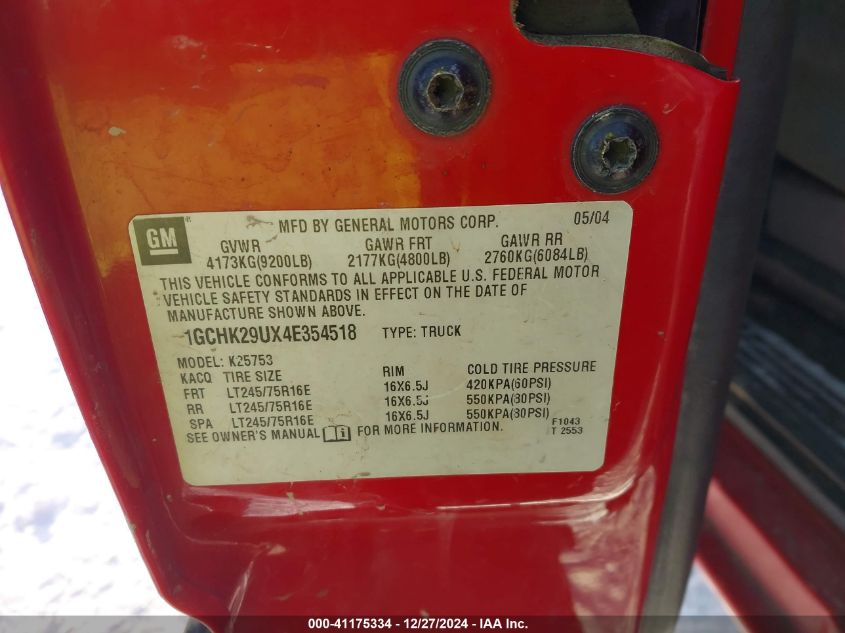 GM
MFD BY GENERAL MOTORS CORP. 05/04
GVWR GAWR FRT GAWR RR
4173KG(9200LB) 2177KG(4800LB) 2760KG(6084LB)
THIS VEHICLE CONFORMS TO ALL APPLICABLE U.S. FEDERAL MOTOR
VEHICLE SAFETY STANDARDS IN EFFECT ON THE DATE OF
MANUFACTURE SHOWN ABOVE.
1GCHK29UX4E354518 TYPE: TRUCK
MODEL: K25753
KACQ TIRE SIZE RIM COLD TIRE PRESSURE
FRT LT245/75R16E 16X6.5J 420KPA(60PSI)
RR LT245/75R16E 16X6.5J 550KPA(80PSI)
SPA LT245/75R16E 16X6.5J 550KPA(80PSI)
SEE OWNER'S MANUAL FOR MORE INFORMATION.
F1043
T 2553
000-41175334 - 12/27/2024 - IAA Inc.